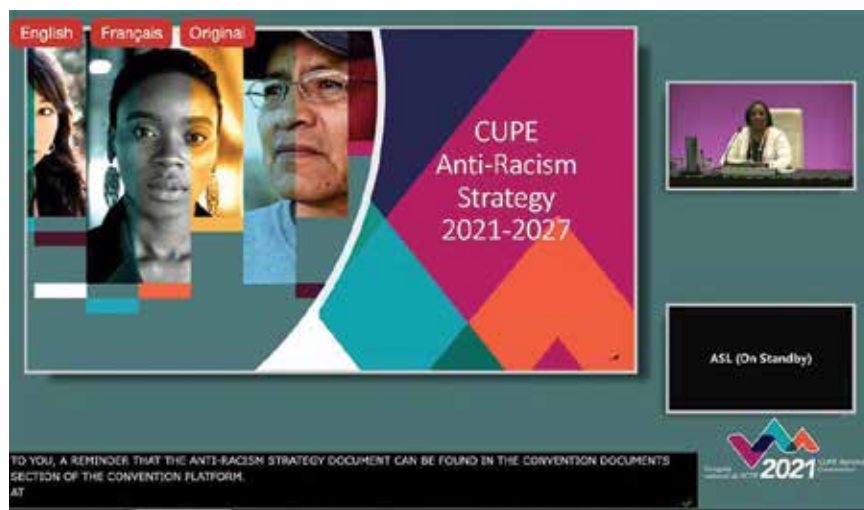 English Français Original
CUPE
Anti-Racism
Strategy
2021-2027
ASL (On Standby)
TO YOU, A REMINDER THAT THE ANTI-RACISM STRATEGY DOCUMENT CAN BE FOUND IN THE CONVENTION DOCUMENTS
SECTION OF THE CONVENTION PLATFORM.
AT
2021